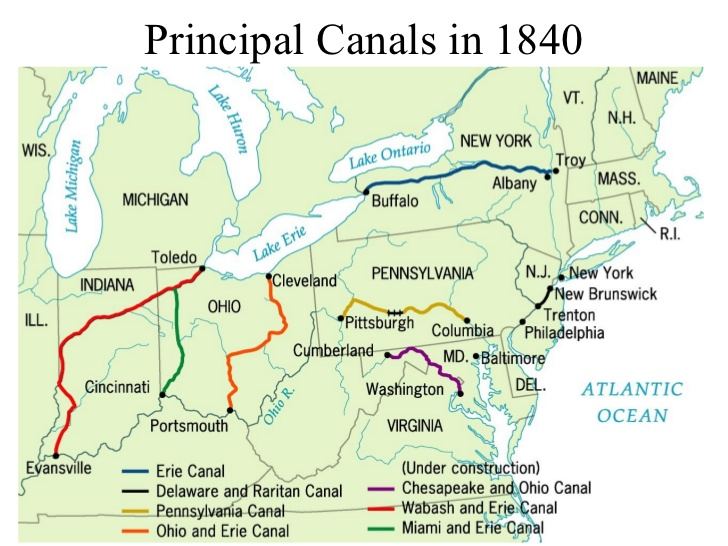 Principal Canals in 1840
MAINE
VT.
N.H.
Lake Huron
WIS.
Lake Michigan
NEW YORK
Lake Ontario
Troy
Albany
MASS.
MICHIGAN
Buffalo
CONN.
R.I.
Lake Erie
Toledo
Cleveland
PENNSYLVANIA
N.J.
New York
INDIANA
New Brunswick
OHIO
Trenton
ILL.
Pittsburgh
Columbia
Philadelphia
Cumberland
MD.
Baltimore
Cincinnati
Washington
DEL.
ATLANTIC
OCEAN
Ohio R.
Portsmouth
VIRGINIA
Evansville
Erie Canal
Delaware and Raritan Canal
Pennsylvania Canal
Ohio and Erie Canal
(Under construction)
Chesapeake and Ohio Canal
Wabash and Erie Canal
Miami and Erie Canal